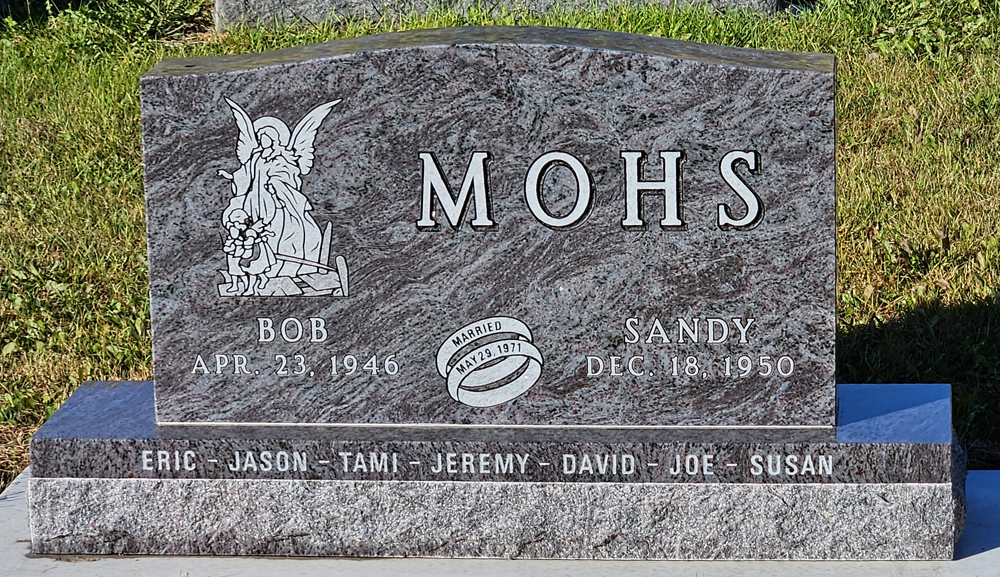 MOHS
BOB
APR. 23, 1946
MARRIED
MAY 29, 1971
SANDY
DEC. 18, 1950
ERIC - JASON - TAMI - JEREMY - DAVID - JOE - SUSAN